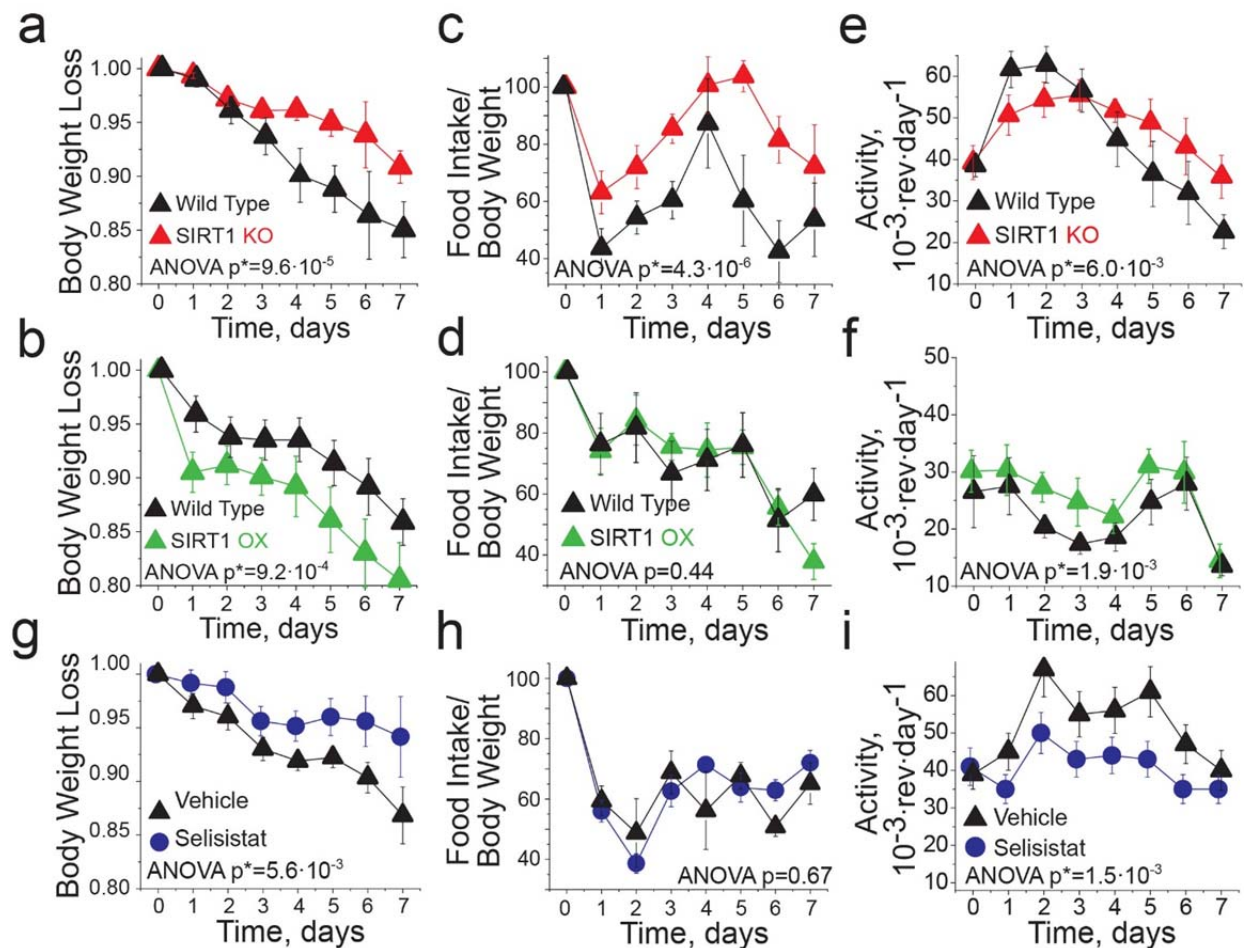 a
Body Weight Loss
1.00
0.95
0.90
0.85
0.80
Wild Type
SIRT1 KO
ANOVA p*=9.6·10-5
0 1 2 3 4 5 6 7
Time, days
c
Food Intake/
Body Weight
100
80
60
40
ANOVA p*=4.3·10-6
0 1 2 3 4 5 6 7
Time, days
e
Activity,
10-3·rev·day-1
60
50
40
30
20
10
Wild Type
SIRT1 KO
ANOVA p*=6.0·10-3
0 1 2 3 4 5 6 7
Time, days
b
Body Weight Loss
1.00
0.95
0.90
0.85
0.80
Wild Type
SIRT1 OX
ANOVA p*=9.2·10-4
0 1 2 3 4 5 6 7
Time, days
d
Food Intake/
Body Weight
100
80
60
40
Wild Type
SIRT1 OX
ANOVA p=0.44
0 1 2 3 4 5 6 7
Time, days
f
Activity,
10-3·rev·day-1
50
40
30
20
10
ANOVA p*=1.9·10-3
0 1 2 3 4 5 6 7
Time, days
g
Body Weight Loss
1.00
0.95
0.90
0.85
0.80
Vehicle
Selisistat
ANOVA p*=5.6·10-3
0 1 2 3 4 5 6 7
Time, days
h
Food Intake/
Body Weight
100
80
60
40
ANOVA p=0.67
0 1 2 3 4 5 6 7
Time, days
i
Activity,
10-3·rev·day-1
60
50
40
30
20
10
Vehicle
Selisistat
ANOVA p*=1.5·10-3
0 1 2 3 4 5 6 7
Time, days